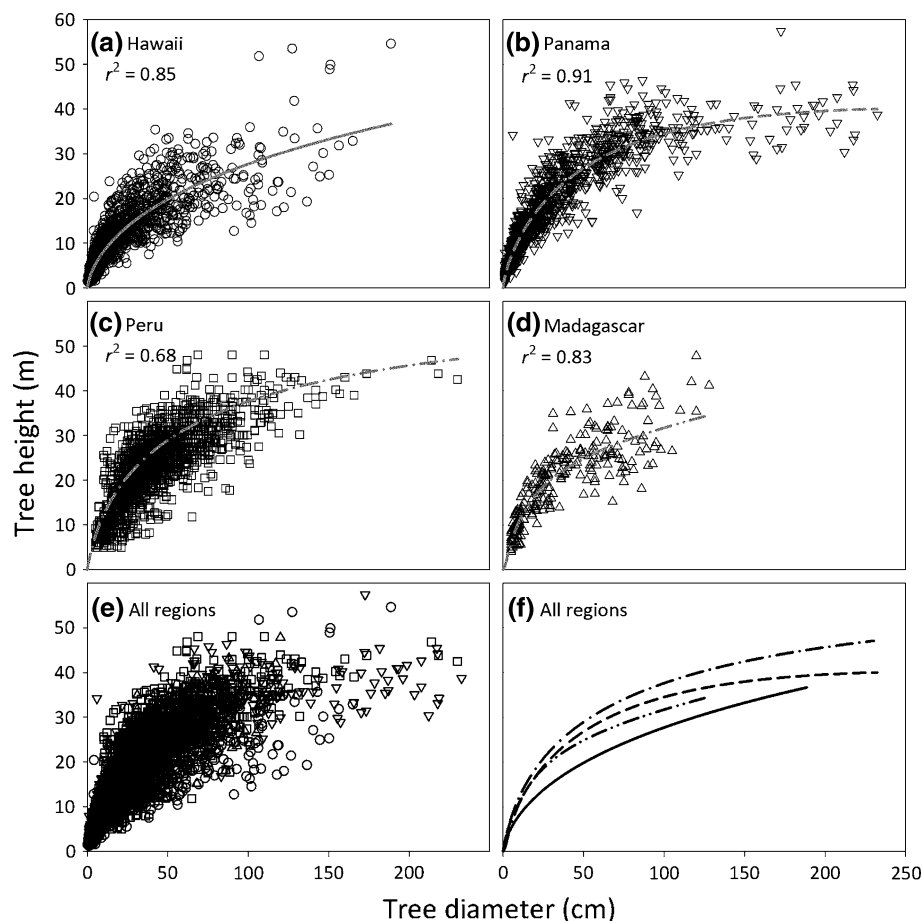 (a) Hawaii
r² = 0.85
(b) Panama
r² = 0.91
60
50
40
30
20
10
0
(c) Peru
r² = 0.68
(d) Madagascar
r² = 0.83
50
40
30
20
10
0
Tree height (m)
(e) All regions
(f) All regions
50
40
30
20
10
0
0 50 100 150 200 0 50 100 150 200 250
Tree diameter (cm)